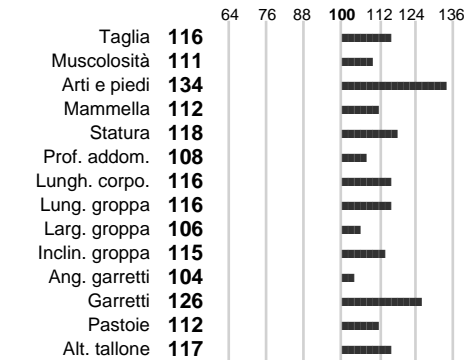 64 76 88 100 112 124 136
Taglia 116
Muscolosità 111
Arti e piedi 134
Mammella 112
Statura 118
Prof. addom. 108
Lungh. corpo. 116
Lung. groppa 116
Larg. groppa 106
Inclin. groppa 115
Ang. garretti 104
Garretti 126
Pastoie 112
Alt. tallone 117